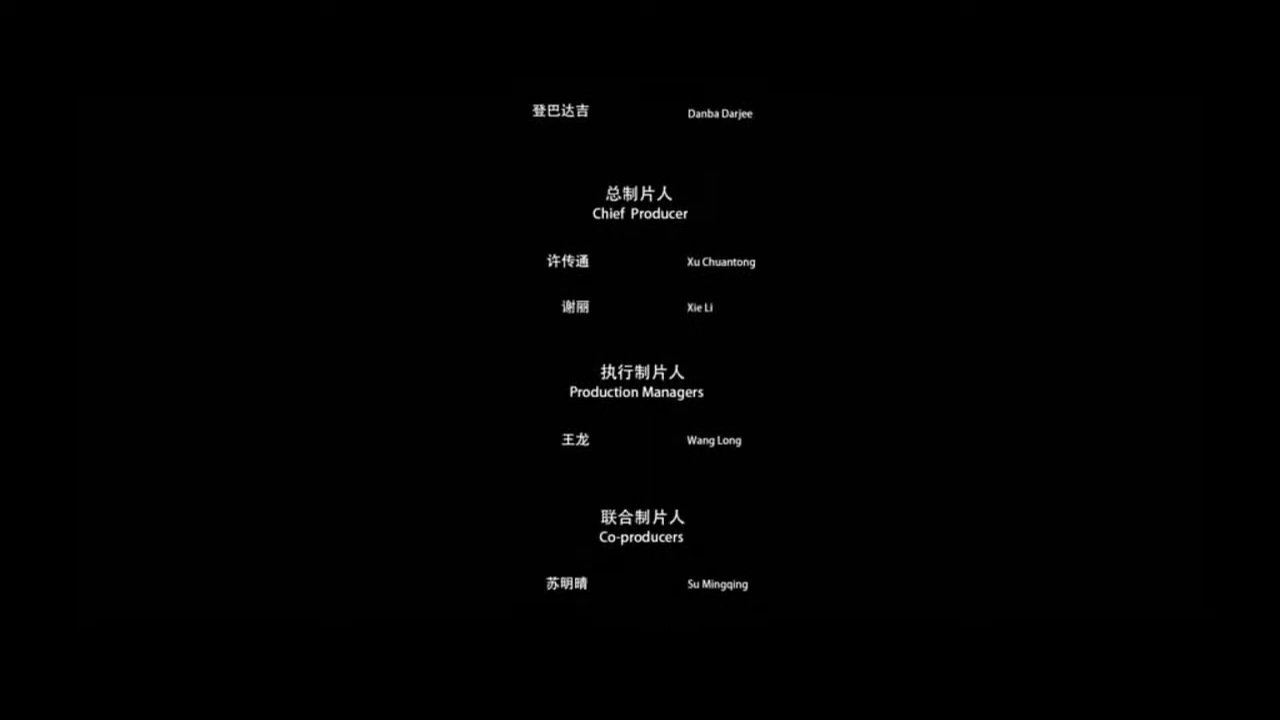 登巴达吉 Danba Darjee
总制片人
Chief Producer
许传通 Xu Chuantong
谢丽 Xie Li
执行制片人
Production Managers
王龙 Wang Long
联合制片人
Co-producers
苏明晴 Su Mingqing